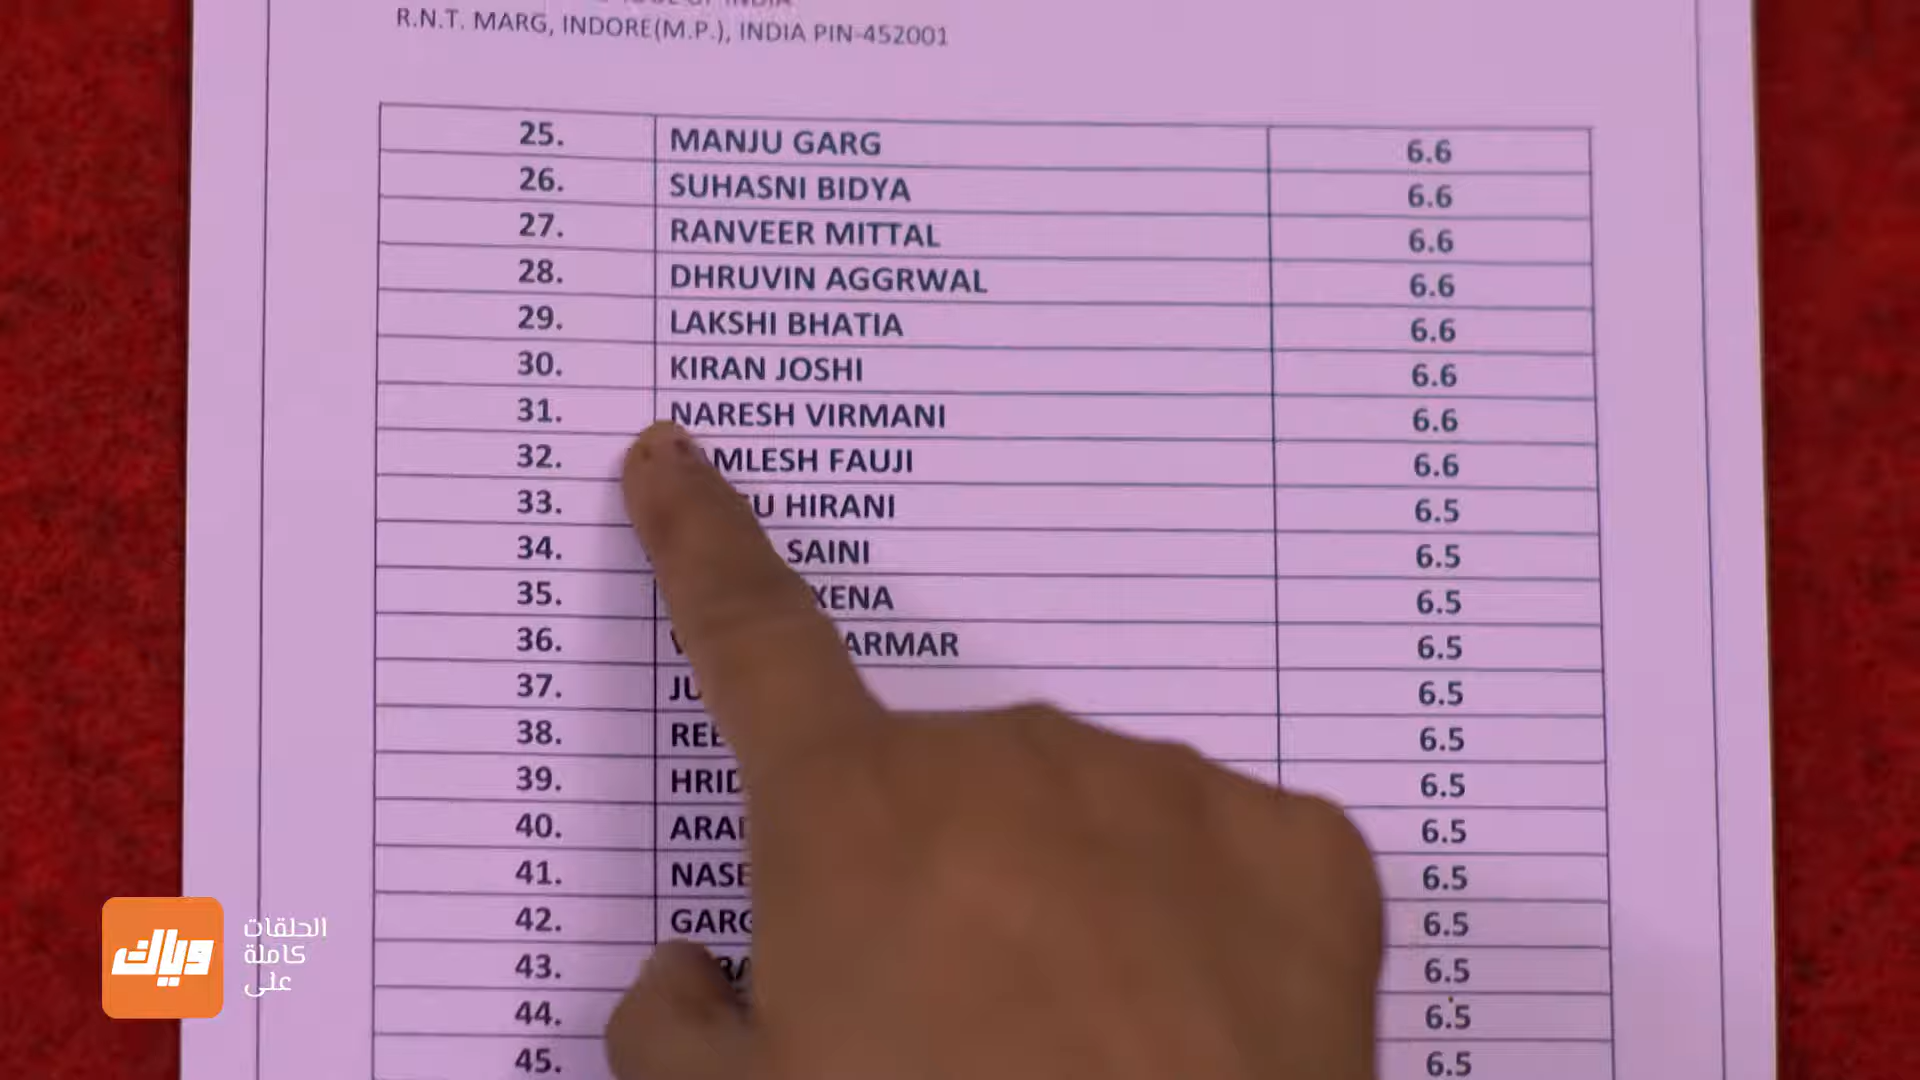 R.N.T. MARG, INDORE(M.P.), INDIA PIN-452001
25. MANJU GARG 6.6
26. SUHASNI BIDYA 6.6
27. RANVEER MITTAL 6.6
28. DHRUVIN AGGRWAL 6.6
29. LAKSHI BHATIA 6.6
30. KIRAN JOSHI 6.6
31. NARESH VIRMANI 6.6
32. FAUJI 6.6
33. HIRANI 6.5
34. SAINI 6.5
35. 6.5
36. 6.5
37. 6.5
38. 6.5
39. 6.5
40. 6.5
41. 6.5
42. 6.5
43. 6.5
44. 6.5
45. 6.5
وياك
الحلقات
كاملة
على